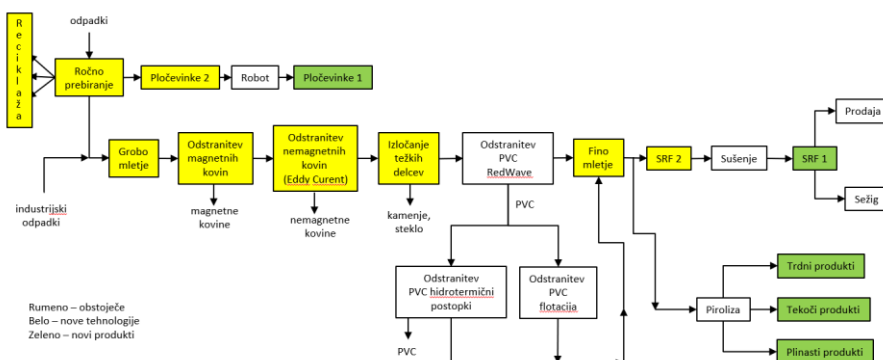 Reciklaža
odpadki
Ročno
prebiranje
Pločevinke 2
Robot
Pločevinke 1
Grobo
mletje
Odstranitev
magnetnih
kovin
Odstranitev
nemagnetnih
kovin
(Eddy Curent)
Izločanje
težkih
delcev
Odstranitev
PVC
RedWave
Fino
mletje
SRF 2
Sušenje
SRF 1
Prodaja
Sežig
industrijski
odpadki
magnetne
kovine
nemagnetne
kovine
kamenje,
steklo
PVC
Odstranitev
PVC hidrotermični
postopki
Odstranitev
PVC
flotacija
PVC
Piroliza
Trdni produkti
Tekoči produkti
Plinasti produkti
Rumeno – obstoječe
Belo – nove tehnologije
Zeleno – novi produkti